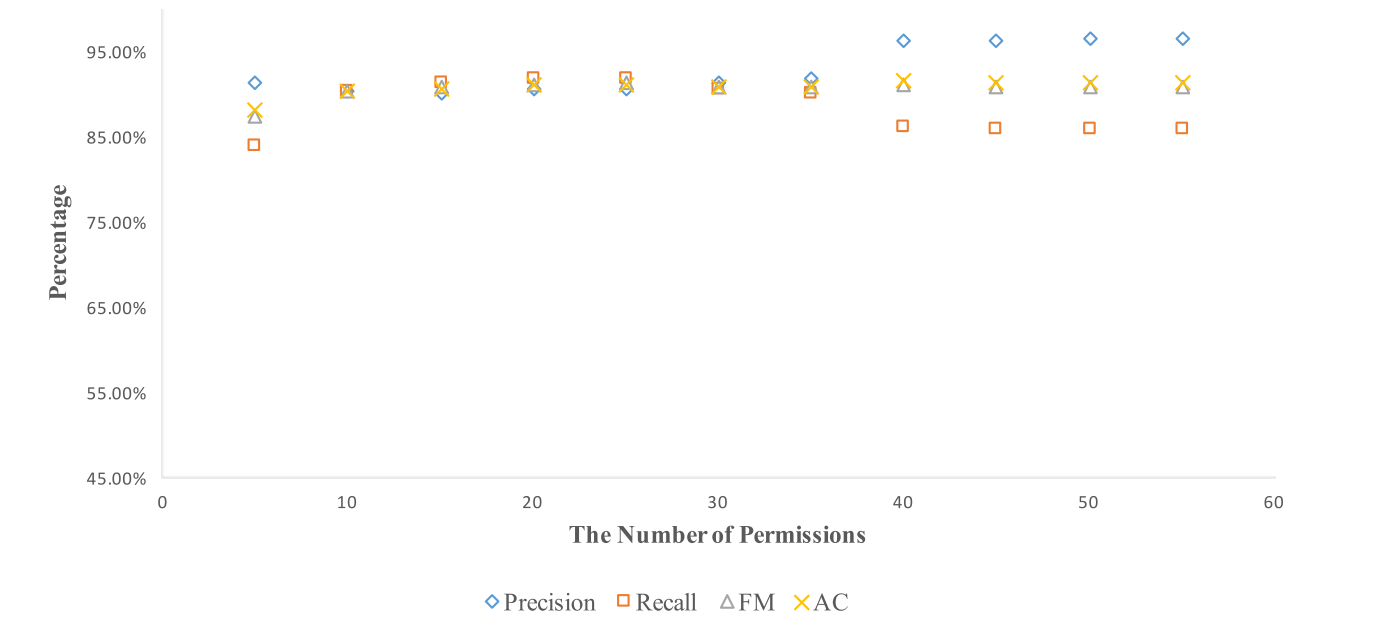 95.00%
85.00%
75.00%
65.00%
55.00%
45.00%
Percentage
0 10 20 30 40 50 60
The Number of Permissions
Precision Recall FM AC